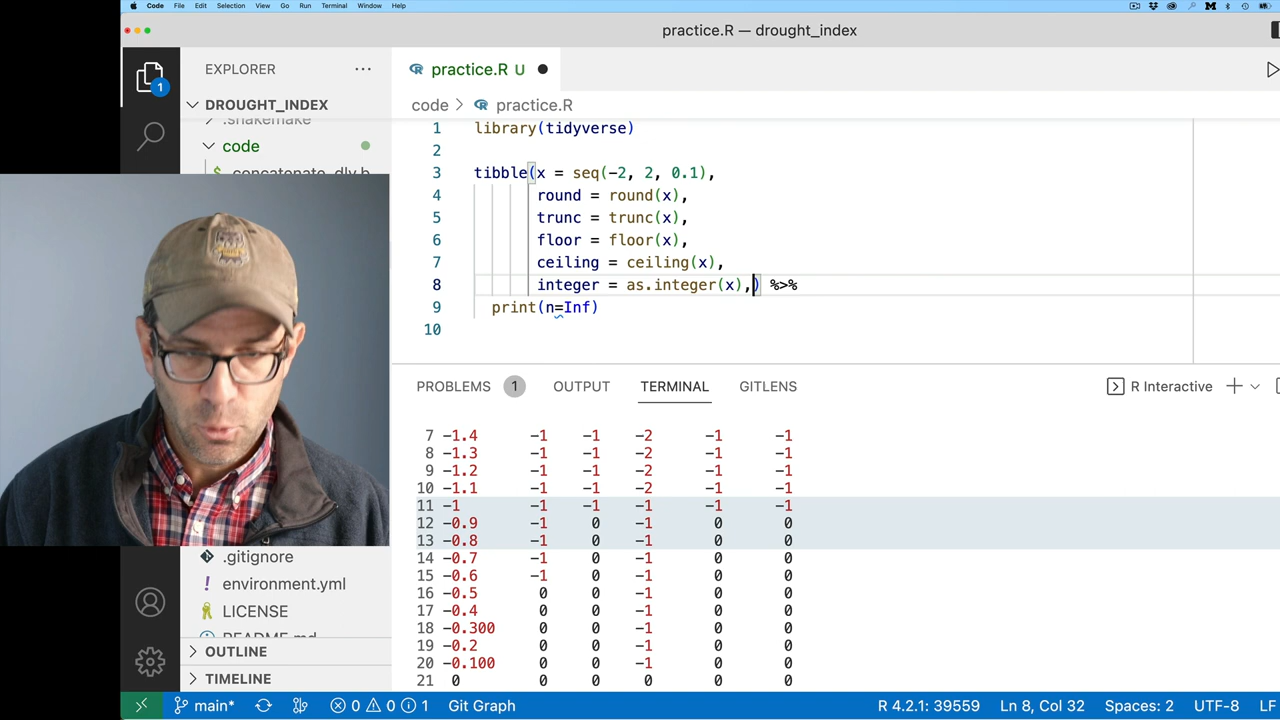 Code File Edit Selection View Go Run Terminal Window Help
practice.R — drought_index
EXPLORER ···
practice.R U
1
DROUGHT_INDEX
code > practice.R
.snakemake
code
$ concatenate_dly.b
1 library(tidyverse)
2
3 tibble(x = seq(-2, 2, 0.1),
4 round = round(x),
5 trunc = trunc(x),
6 floor = floor(x),
7 ceiling = ceiling(x),
8 integer = as.integer(x),) %>%
9 print(n=Inf)
10
PROBLEMS 1 OUTPUT TERMINAL GITLENS
R Interactive
7 -1.4 -1 -1 -2 -1 -1
8 -1.3 -1 -1 -2 -1 -1
9 -1.2 -1 -1 -2 -1 -1
10 -1.1 -1 -1 -2 -1 -1
11 -1 -1 -1 -1 -1 -1
12 -0.9 -1 0 -1 0 0
13 -0.8 -1 0 -1 0 0
14 -0.7 -1 0 -1 0 0
15 -0.6 -1 0 -1 0 0
16 -0.5 0 0 -1 0 0
17 -0.4 0 0 -1 0 0
18 -0.300 0 0 -1 0 0
19 -0.2 0 0 -1 0 0
20 -0.100 0 0 -1 0 0
21 0 0 0 0 0 0
.gitignore
! environment.yml
LICENSE
README.md
OUTLINE
TIMELINE
main* 0 0 1 Git Graph
R 4.2.1: 39559 Ln 8, Col 32 Spaces: 2 UTF-8 LF